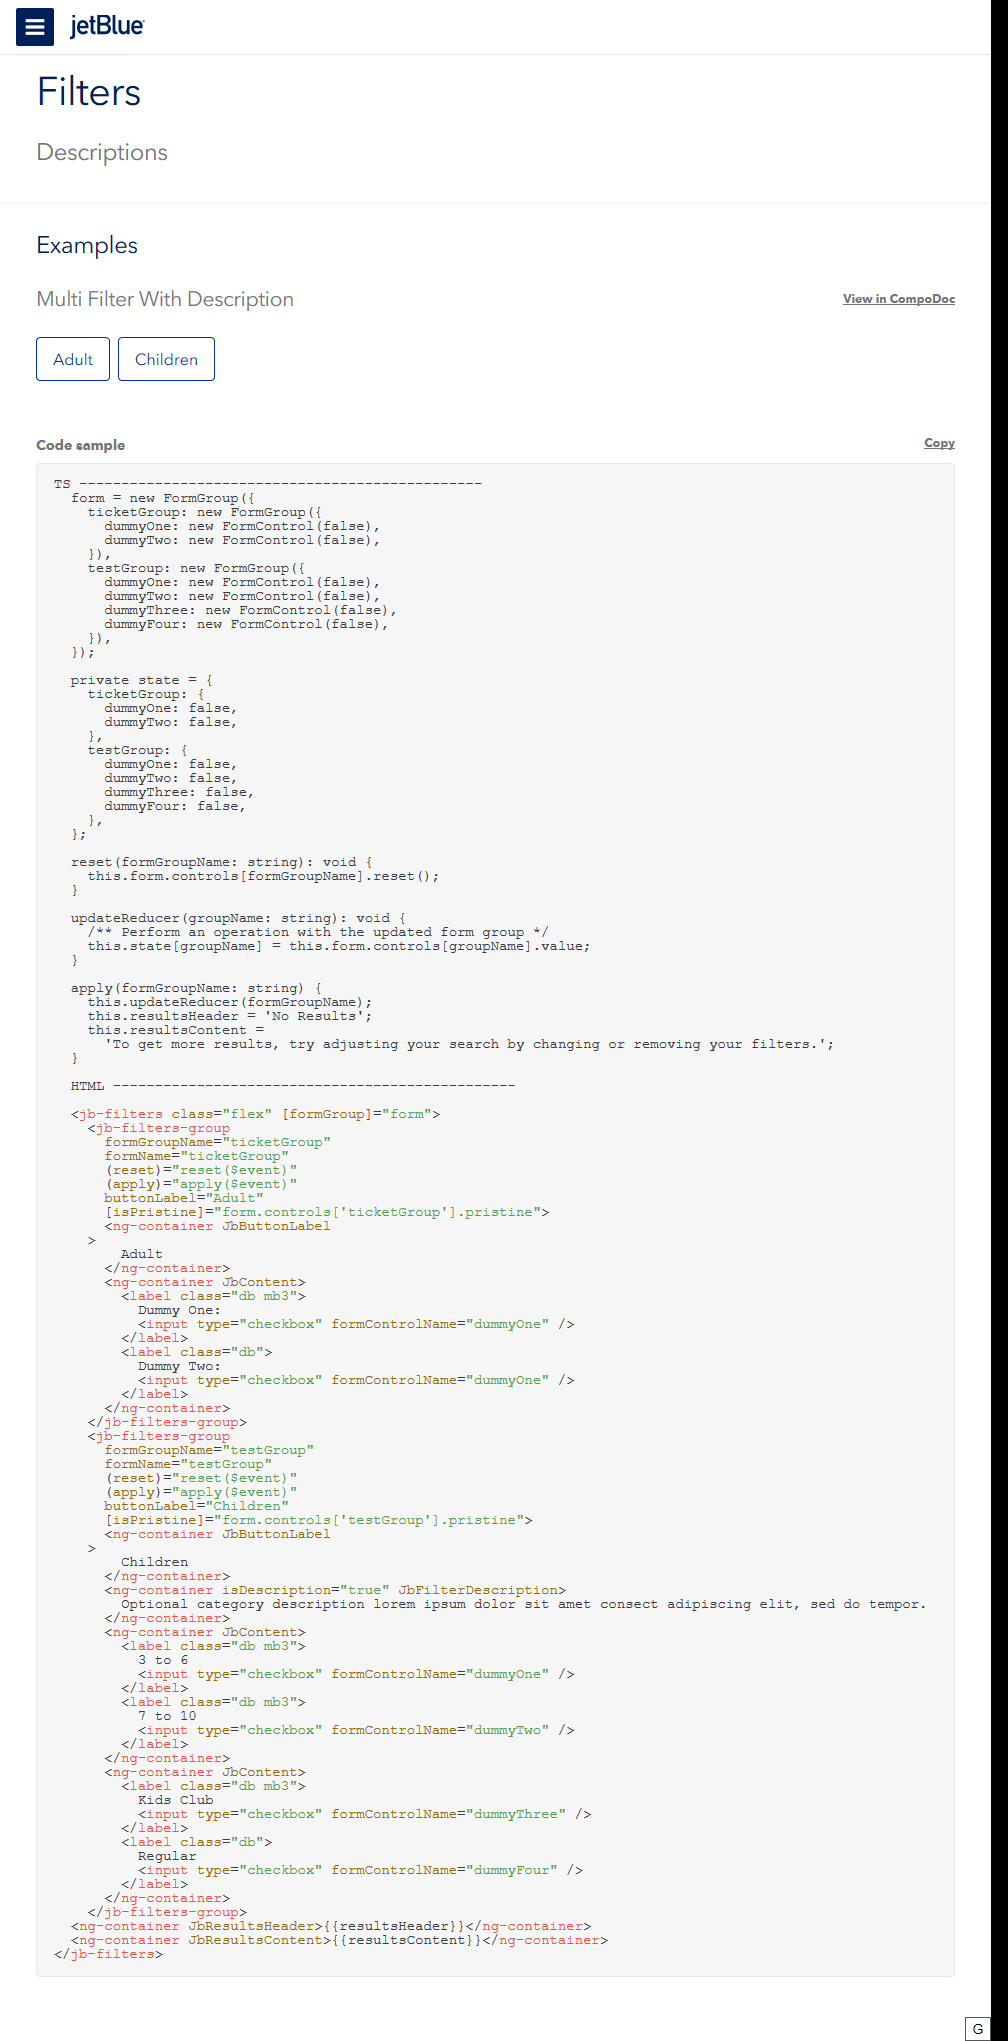 jetBlue
Filters
Descriptions
Examples
Multi Filter With Description
View in CompoDoc
Adult
Children
Code sample
Copy
TS ------------------------------------------------
  form = new FormGroup({
    ticketGroup: new FormGroup({
      dummyOne: new FormControl(false),
      dummyTwo: new FormControl(false),
    }),
    testGroup: new FormGroup({
      dummyOne: new FormControl(false),
      dummyTwo: new FormControl(false),
      dummyThree: new FormControl(false),
      dummyFour: new FormControl(false),
    }),
  });
  private state = {
    ticketGroup: {
      dummyOne: false,
      dummyTwo: false,
    },
    testGroup: {
      dummyOne: false,
      dummyTwo: false,
      dummyThree: false,
      dummyFour: false,
    },
  };
  reset(formGroupName: string): void {
    this.form.controls[formGroupName].reset();
  }
  updateReducer(groupName: string): void {
    /** Perform an operation with the updated form group */
    this.state[groupName] = this.form.controls[groupName].value;
  }
  apply(formGroupName: string) {
    this.updateReducer(formGroupName);
    this.resultsHeader = 'No Results';
    this.resultsContent =
      'To get more results, try adjusting your search by changing or removing your filters.';
  }
  HTML ------------------------------------------------
  <jb-filters class="flex" [formGroup]="form">
    <jb-filters-group
      formGroupName="ticketGroup"
      formName="ticketGroup"
      (reset)="reset($event)"
      (apply)="apply($event)"
      buttonLabel="Adult"
      [isPristine]="form.controls['ticketGroup'].pristine">
      <ng-container JbButtonLabel
    >
        Adult
      </ng-container>
      <ng-container JbContent>
        <label class="db mb3">
          Dummy One:
          <input type="checkbox" formControlName="dummyOne" />
        </label>
        <label class="db">
          Dummy Two:
          <input type="checkbox" formControlName="dummyOne" />
        </label>
      </ng-container>
    </jb-filters-group>
    <jb-filters-group
      formGroupName="testGroup"
      formName="testGroup"
      (reset)="reset($event)"
      (apply)="apply($event)"
      buttonLabel="Children"
      [isPristine]="form.controls['testGroup'].pristine">
      <ng-container JbButtonLabel
    >
        Children
      </ng-container>
      <ng-container isDescription="true" JbFilterDescription>
        Optional category description lorem ipsum dolor sit amet consect adipiscing elit, sed do tempor.
      </ng-container>
      <ng-container JbContent>
        <label class="db mb3">
          3 to 6
          <input type="checkbox" formControlName="dummyOne" />
        </label>
        <label class="db mb3">
          7 to 10
          <input type="checkbox" formControlName="dummyTwo" />
        </label>
      </ng-container>
      <ng-container JbContent>
        <label class="db mb3">
          Kids Club
          <input type="checkbox" formControlName="dummyThree" />
        </label>
        <label class="db">
          Regular
          <input type="checkbox" formControlName="dummyFour" />
        </label>
      </ng-container>
    </jb-filters-group>
  <ng-container JbResultsHeader>{{resultsHeader}}</ng-container>
  <ng-container JbResultsContent>{{resultsContent}}</ng-container>
</jb-filters>
G